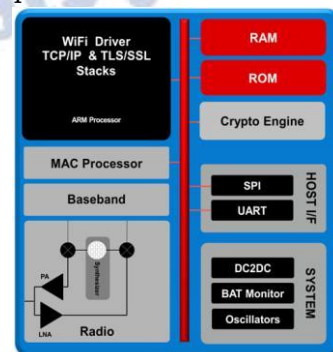 WiFi Driver
TCP/IP & TLS/SSL
Stacks
ARM Processor
MAC Processor
Baseband
Synthesizer
PA
LNA
Radio
RAM
ROM
Crypto Engine
SPI
UART
HOST I/F
DC2DC
BAT Monitor
Oscillators
SYSTEM